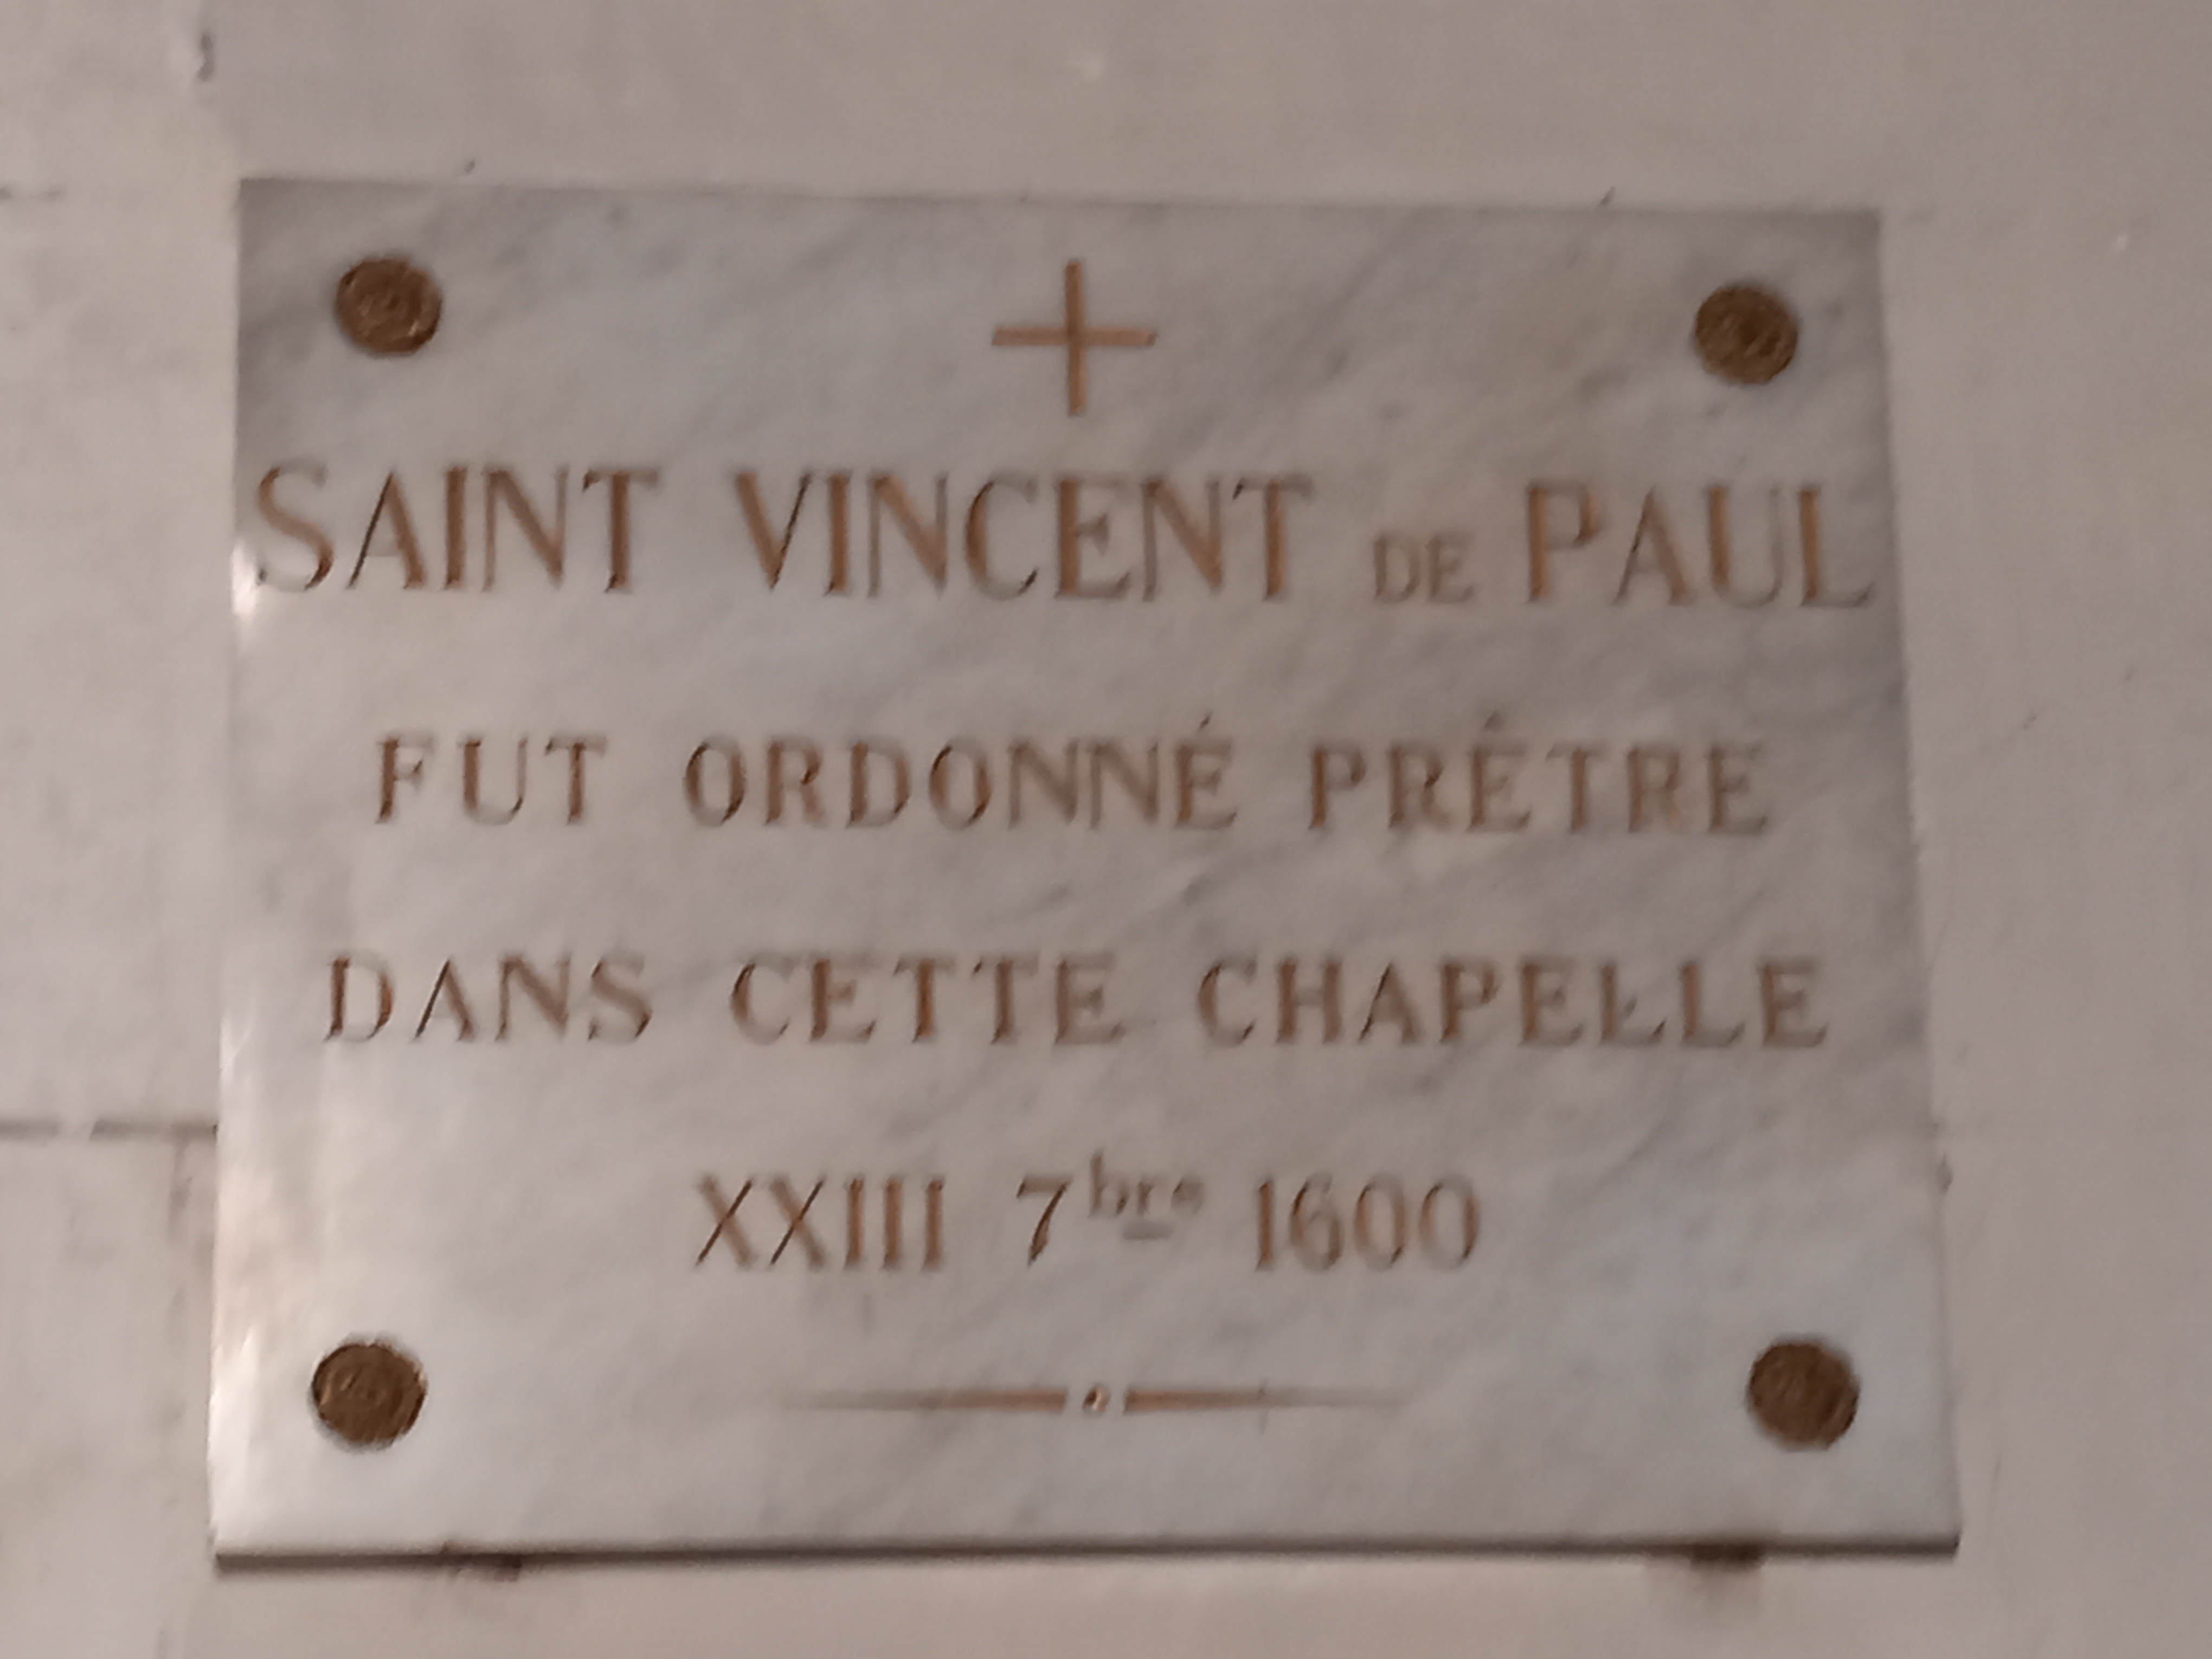 SAINT VINCENT DE PAUL
FUT ORDONNÉ PRÊTRE
DANS CETTE CHAPELLE
XXIII 7bre 1600